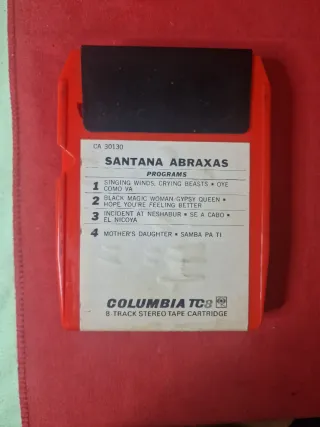 CA 30130
SANTANA ABRAXAS
PROGRAMS
1 SINGING WINDS, CRYING BEASTS • OYE
COMO VA
2 BLACK MAGIC WOMAN-GYPSY QUEEN •
HOPE YOU'RE FEELING BETTER
3 INCIDENT AT NESHABUR • SE A CABO •
EL NICOYA
4 MOTHER'S DAUGHTER • SAMBA PA TI
COLUMBIA TC8
8-TRACK STEREO TAPE CARTRIDGE